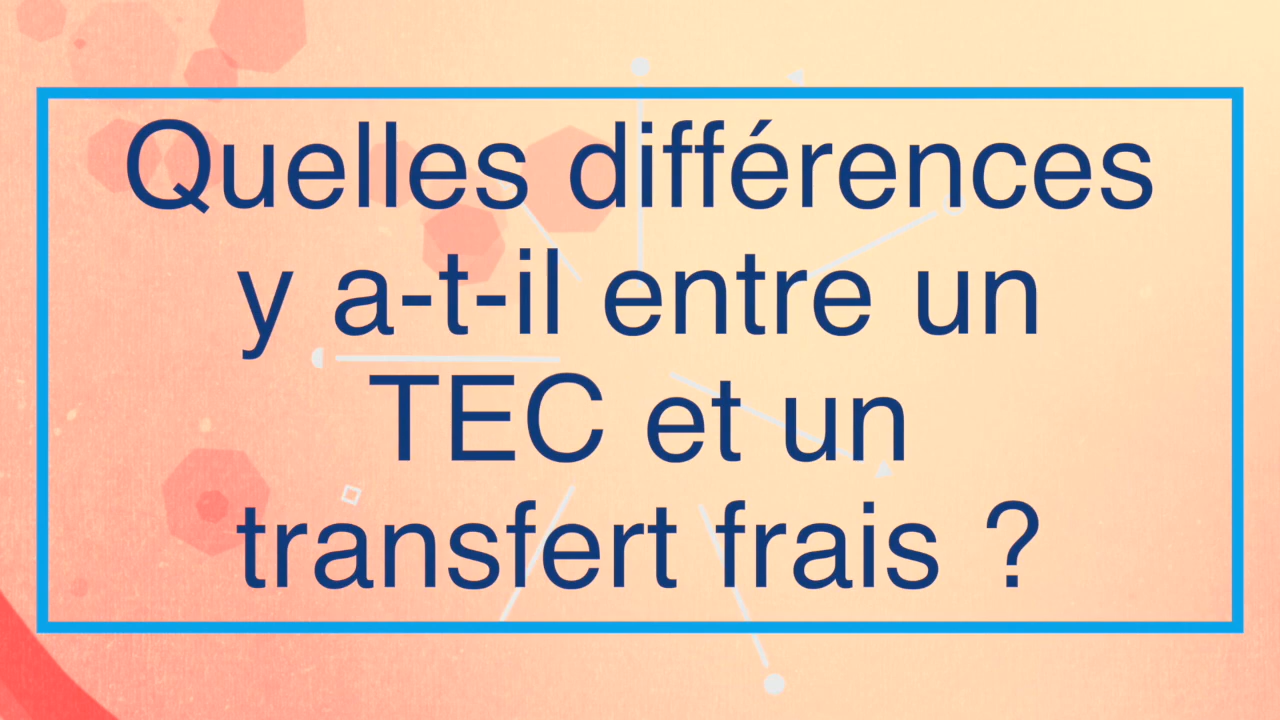 Quelles différences
y a-t-il entre un
TEC et un
transfert frais ?